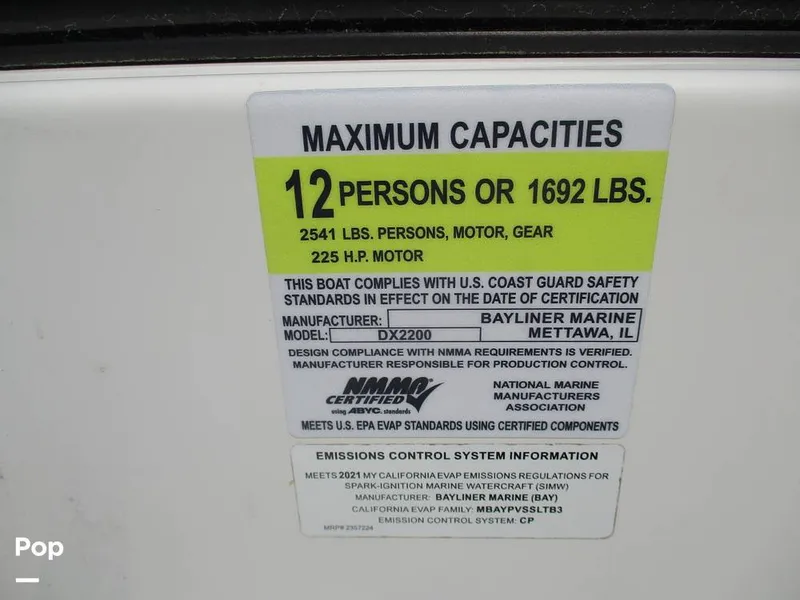 MAXIMUM CAPACITIES
12 PERSONS OR 1692 LBS.
2541 LBS. PERSONS, MOTOR, GEAR
225 H.P. MOTOR
THIS BOAT COMPLIES WITH U.S. COAST GUARD SAFETY
STANDARDS IN EFFECT ON THE DATE OF CERTIFICATION
MANUFACTURER: BAYLINER MARINE
MODEL: DX2200 METTAWA, IL
DESIGN COMPLIANCE WITH NMMA REQUIREMENTS IS VERIFIED.
MANUFACTURER RESPONSIBLE FOR PRODUCTION CONTROL.
NMMA
CERTIFIED
using ABYC. standards
NATIONAL MARINE
MANUFACTURERS
ASSOCIATION
MEETS U.S. EPA EVAP STANDARDS USING CERTIFIED COMPONENTS
EMISSIONS CONTROL SYSTEM INFORMATION
MEETS 2021 MY CALIFORNIA EVAP EMISSIONS REGULATIONS FOR
SPARK-IGNITION MARINE WATERCRAFT (SIMW)
MANUFACTURER: BAYLINER MARINE (BAY)
CALIFORNIA EVAP FAMILY: MBAYPVSSLTB3
EMISSION CONTROL SYSTEM: CP
MRP# 2357224
Pop